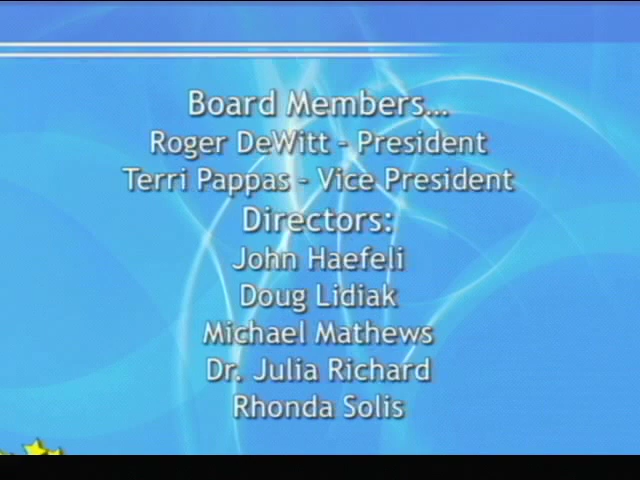 Board Members...
Roger DeWitt - President
Terri Pappas - Vice President
Directors:
John Haefeli
Doug Lidiak
Michael Mathews
Dr. Julia Richard
Rhonda Solis